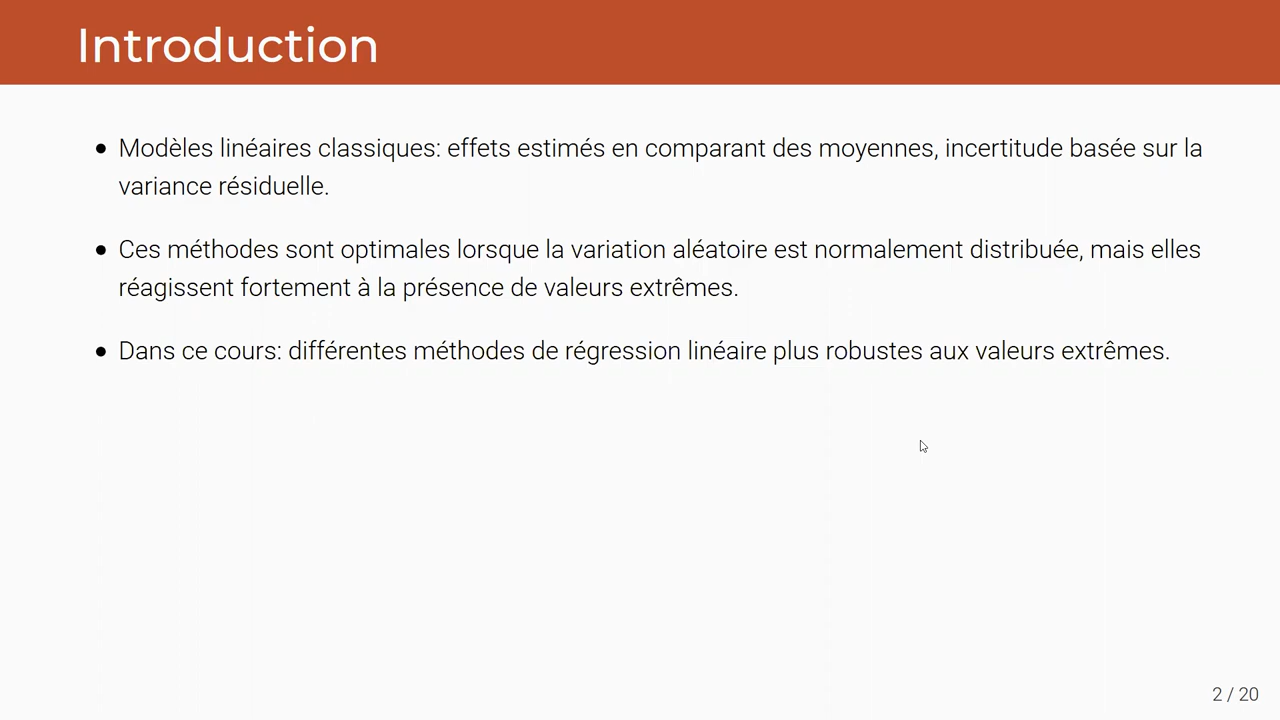 Introduction
• Modèles linéaires classiques: effets estimés en comparant des moyennes, incertitude basée sur la
variance résiduelle.
• Ces méthodes sont optimales lorsque la variation aléatoire est normalement distribuée, mais elles
réagissent fortement à la présence de valeurs extrêmes.
• Dans ce cours: différentes méthodes de régression linéaire plus robustes aux valeurs extrêmes.
2 / 20